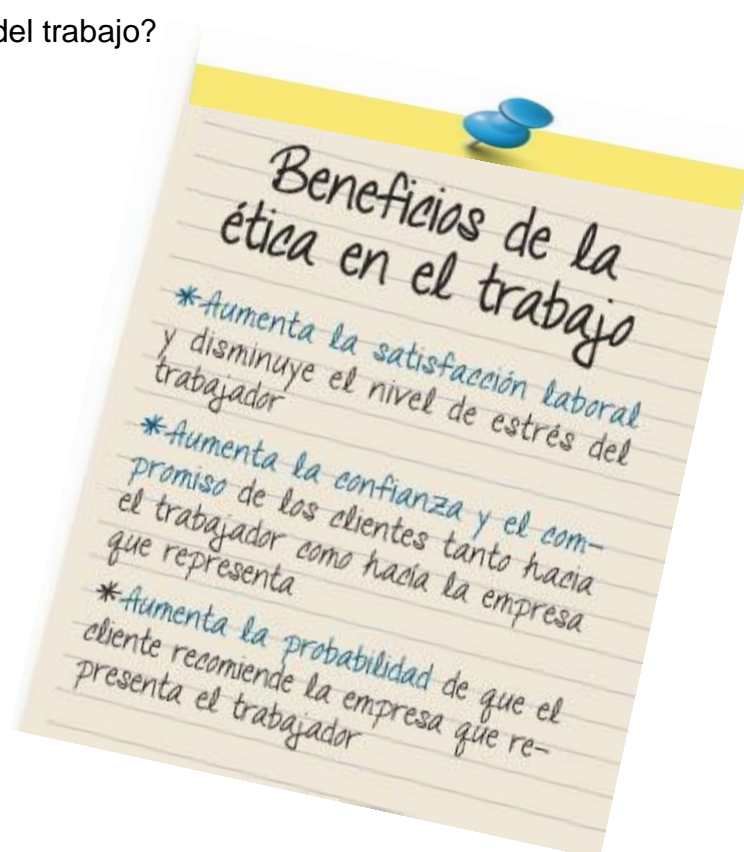 del trabajo?
Beneficios de la
ética en el trabajo
*Aumenta la satisfacción laboral
y disminuye el nivel de estrés del
trabajador
*Aumenta la confianza y el com-
promiso de los clientes tanto hacia
el trabajador como hacia la empresa
que representa
*Aumenta la probabilidad de que el
cliente recomiende la empresa que re-
presenta el trabajador